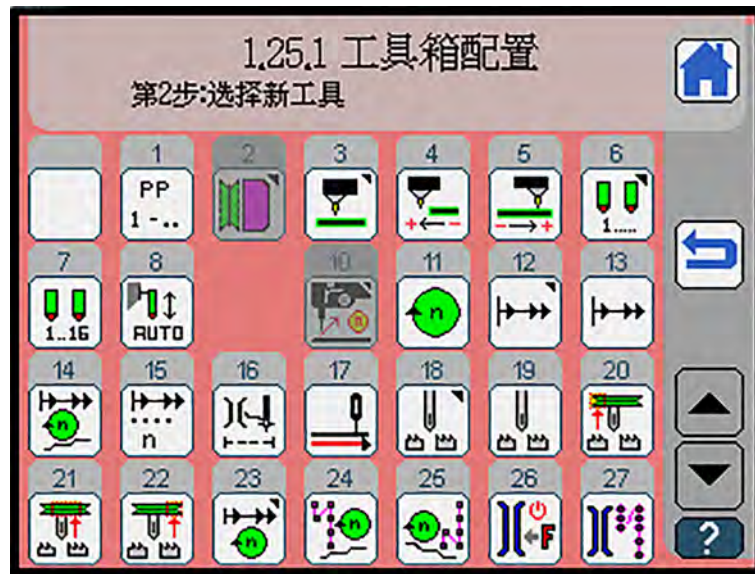 1.25.1 工具箱配置
第2步:选择新工具
1 2 3 4 5 6
PP
1 -..
+ -
- +
1.....
7 8 10 11 12 13
1..16
AUTO
n
n
14 15 16 17 18 19 20
n
n
21 22 23 24 25 26 27
n
n
n
F
?